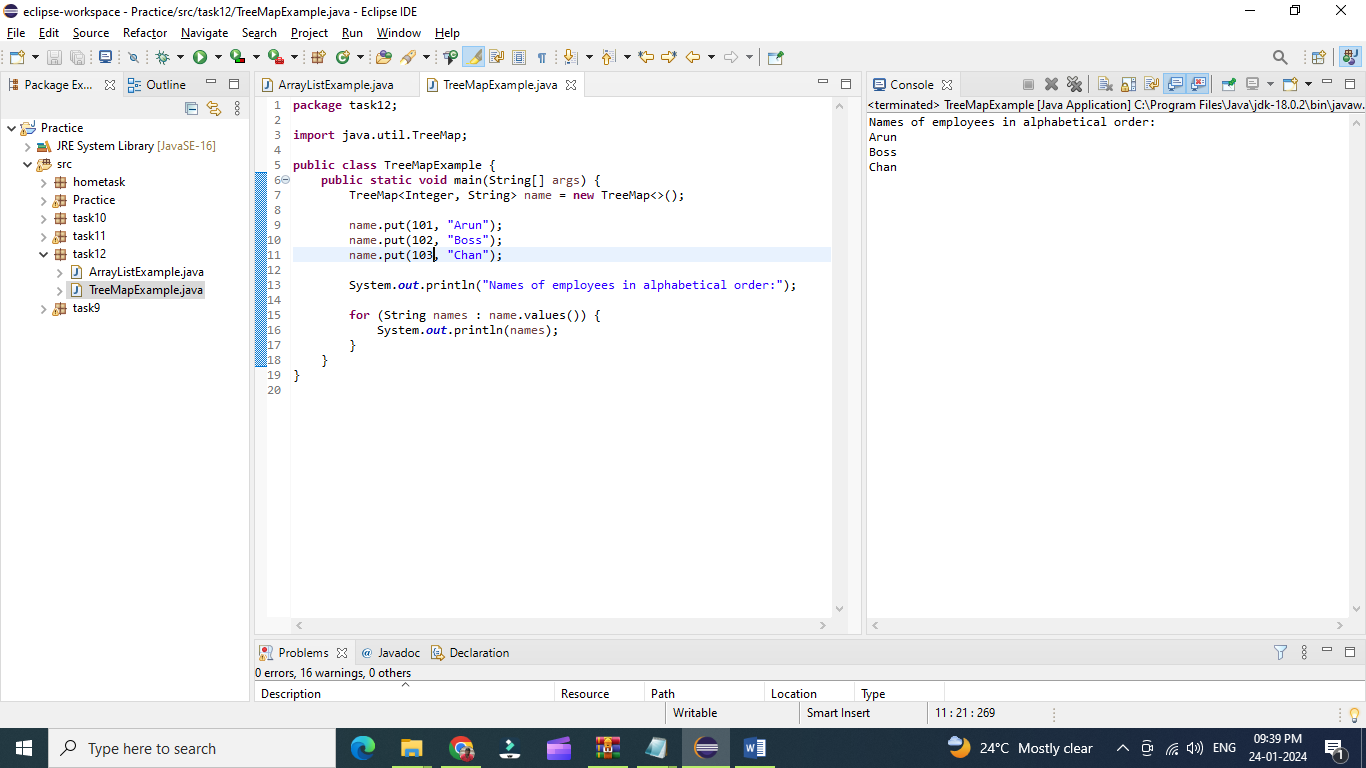 eclipse-workspace - Practice/src/task12/TreeMapExample.java - Eclipse IDE
File Edit Source Refactor Navigate Search Project Run Window Help
Package Ex... Outline
Practice
JRE System Library [JavaSE-16]
src
hometask
Practice
task10
task11
task12
ArrayListExample.java
TreeMapExample.java
task9
ArrayListExample.java TreeMapExample.java
1 package task12;
2
3 import java.util.TreeMap;
4
5 public class TreeMapExample {
6 public static void main(String[] args) {
7 TreeMap<Integer, String> name = new TreeMap<>();
8
9 name.put(101, "Arun");
10 name.put(102, "Boss");
11 name.put(103, "Chan");
12
13 System.out.println("Names of employees in alphabetical order:");
14
15 for (String names : name.values()) {
16 System.out.println(names);
17 }
18 }
19 }
20
Console
<terminated> TreeMapExample [Java Application] C:\Program Files\Java\jdk-18.0.2\bin\javaw.
Names of employees in alphabetical order:
Arun
Boss
Chan
Problems @ Javadoc Declaration
0 errors, 16 warnings, 0 others
Description Resource Path Location Type
Writable Smart Insert 11 : 21 : 269
Type here to search
24°C Mostly clear ENG 09:39 PM
24-01-2024
1